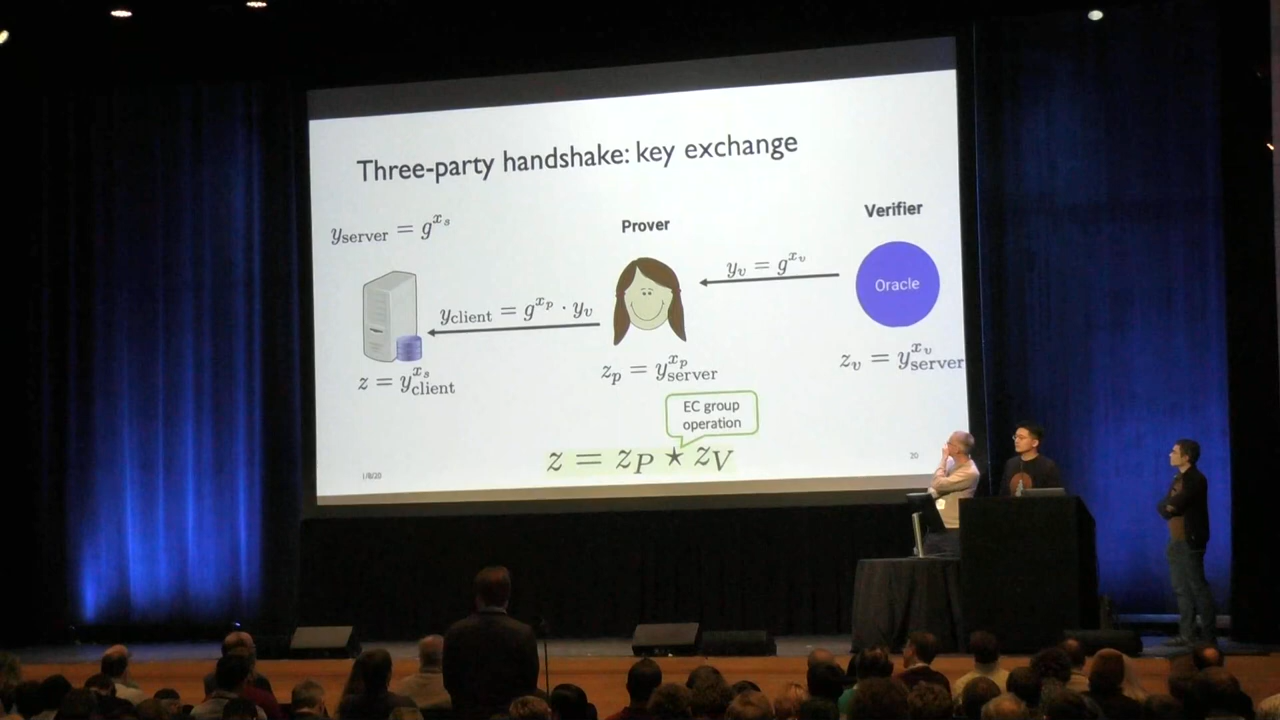 Three-party handshake: key exchange
Verifier
Prover
y_server = g^{x_s}
y_v = g^{x_v}
Oracle
y_client = g^{x_p} · y_v
z = y_client^{x_s}
z_p = y_server^{x_p}
z_v = y_server^{x_v}
EC group
operation
z = z_P ★ z_V
1/8/20
20